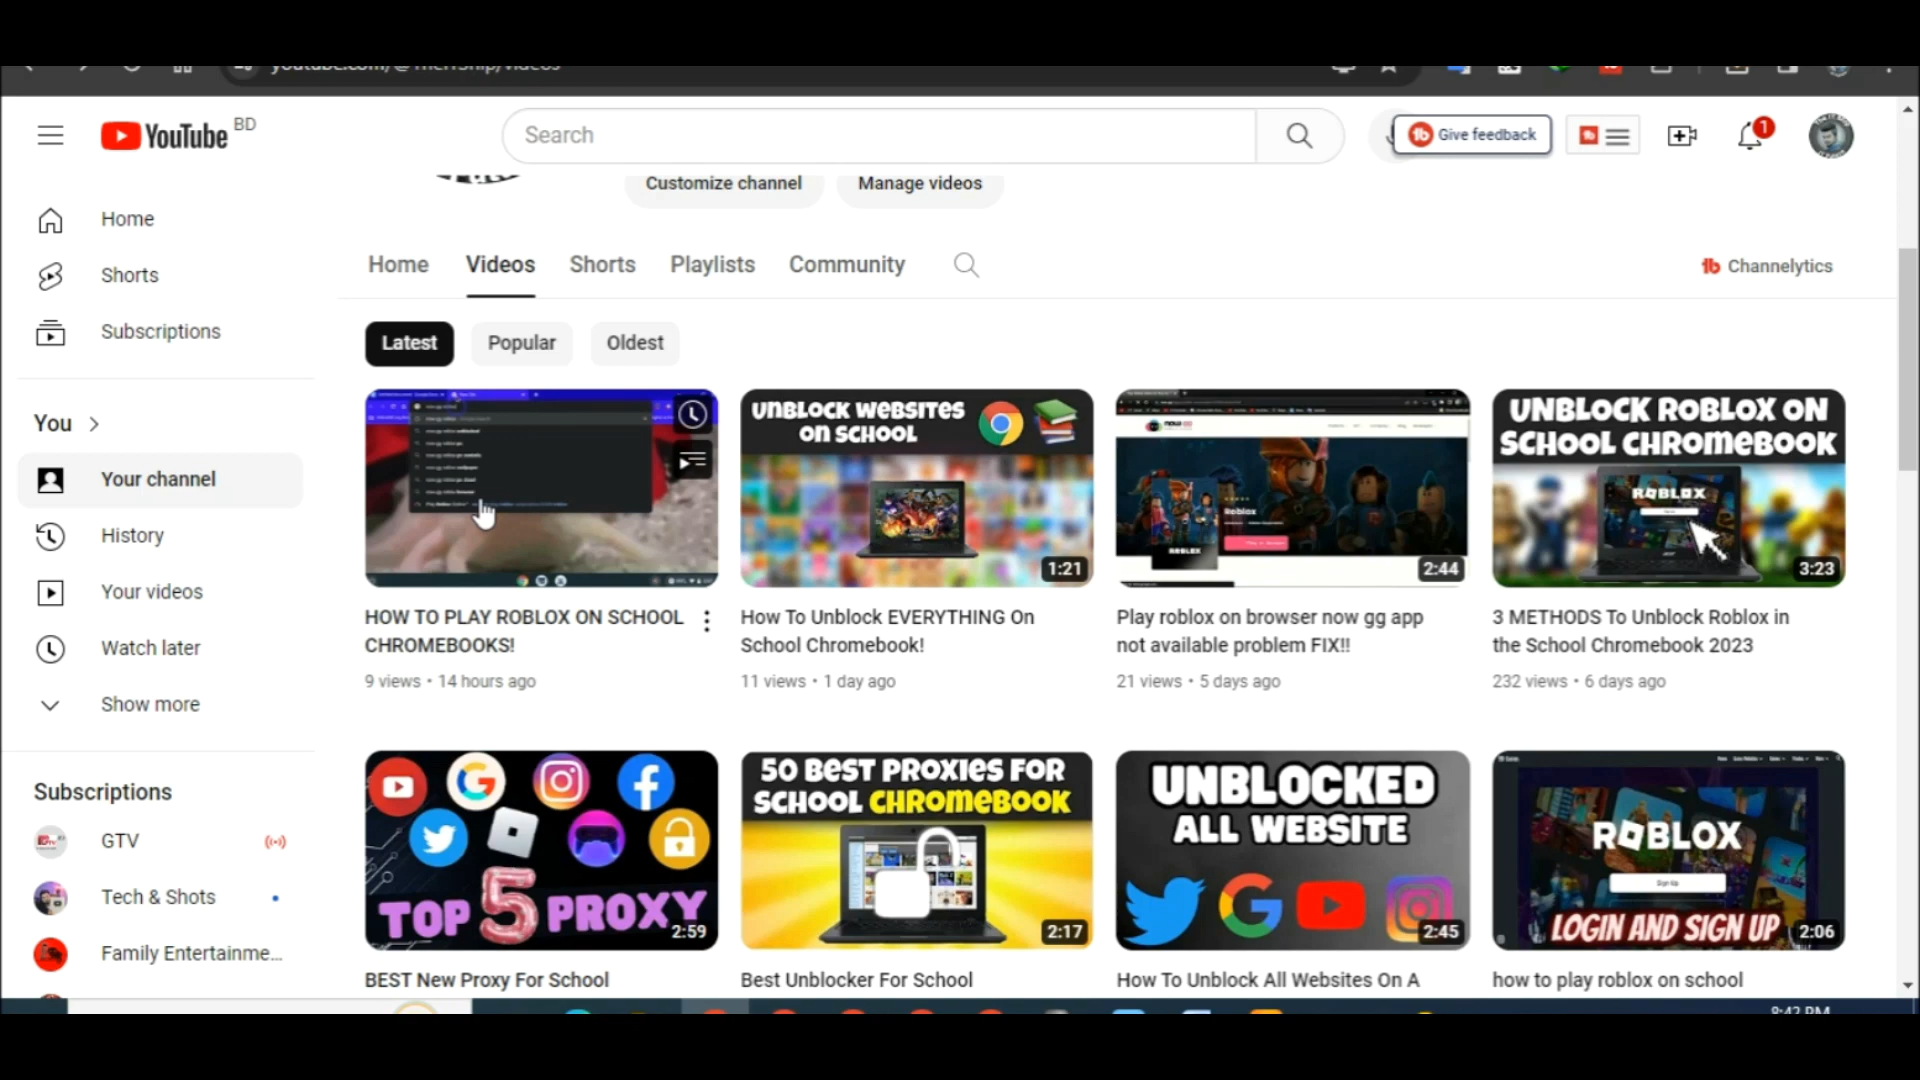 YouTube BD
Search
Give feedback
1
Customize channel
Manage videos
Home
Shorts
Subscriptions
You
Your channel
History
Your videos
Watch later
Show more
Subscriptions
GTV
Tech & Shots
Family Entertainme...
Home
Videos
Shorts
Playlists
Community
Channelytics
Latest
Popular
Oldest
HOW TO PLAY ROBLOX ON SCHOOL
CHROMEBOOKS!
9 views • 14 hours ago
UNBLOCK WEBSITES
ON SCHOOL
1:21
How To Unblock EVERYTHING On
School Chromebook!
11 views • 1 day ago
Roblox
ROBLOX
2:44
Play roblox on browser now gg app
not available problem FIX!!
21 views • 5 days ago
UNBLOCK ROBLOX ON
SCHOOL CHROMEBOOK
ROBLOX
3:23
3 METHODS To Unblock Roblox in
the School Chromebook 2023
232 views • 6 days ago
TOP 5 PROXY
2:59
BEST New Proxy For School
50 BEST PROXIES FOR
SCHOOL CHROMEBOOK
2:17
Best Unblocker For School
UNBLOCKED
ALL WEBSITE
2:45
How To Unblock All Websites On A
ROBLOX
Sign Up
LOGIN AND SIGN UP
2:06
how to play roblox on school